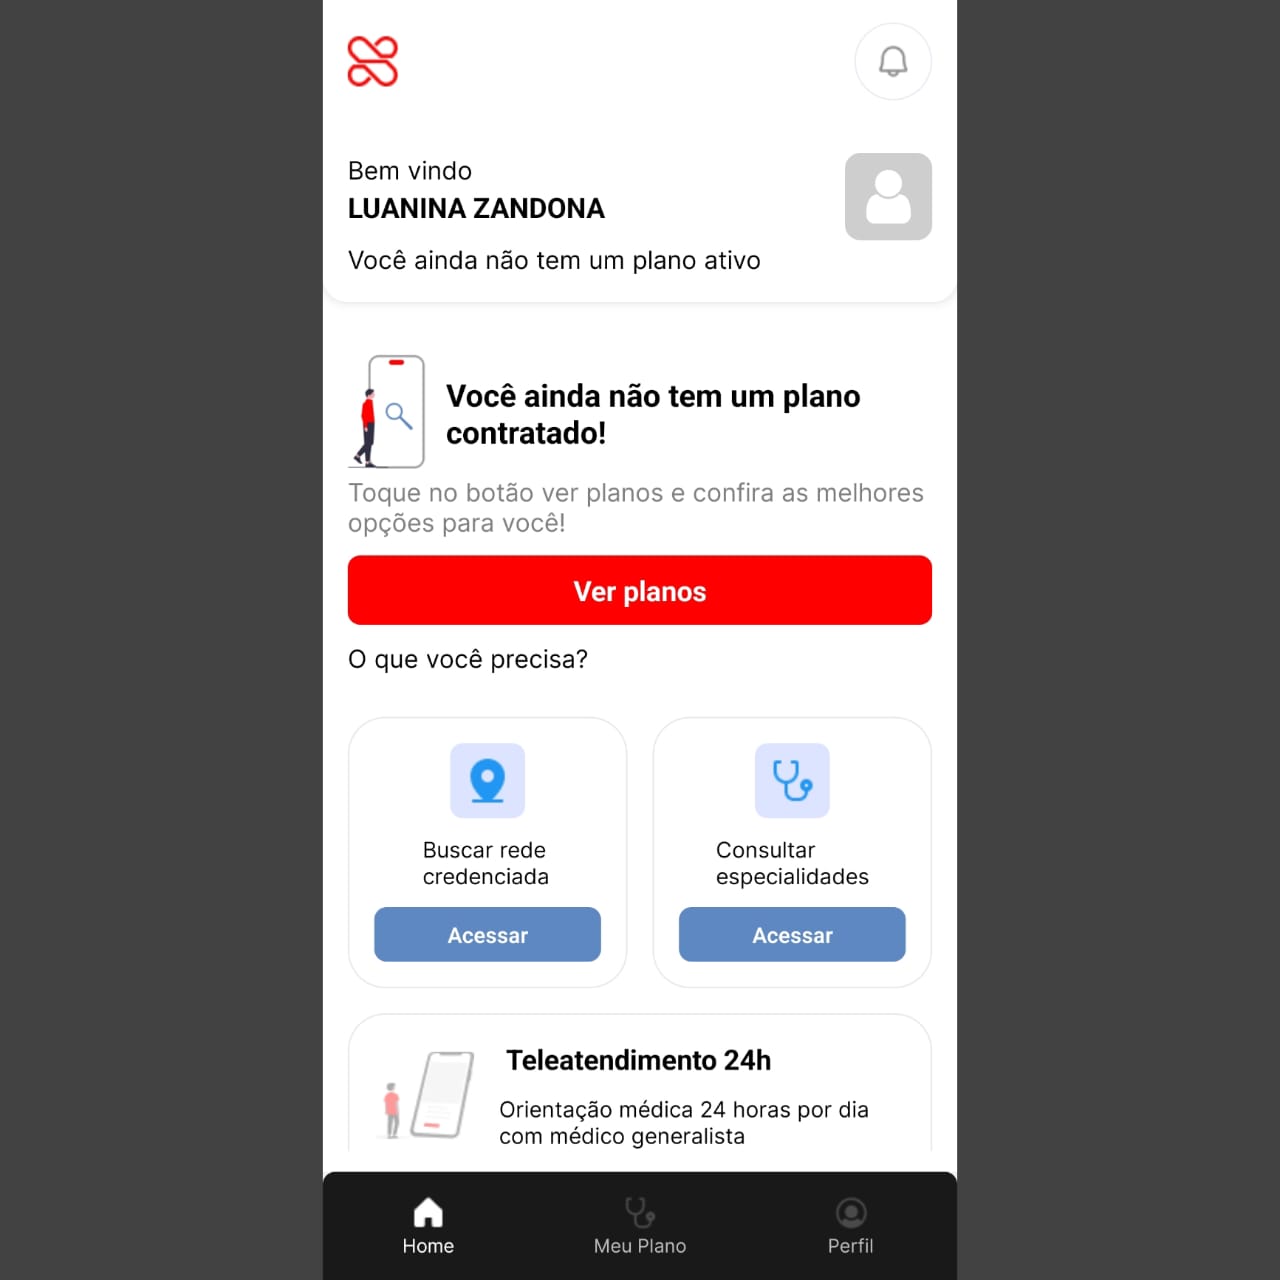 Bem vindo
LUANINA ZANDONA
Você ainda não tem um plano ativo
Você ainda não tem um plano
contratado!
Toque no botão ver planos e confira as melhores
opções para você!
Ver planos
O que você precisa?
Buscar rede
credenciada
Acessar
Consultar
especialidades
Acessar
Teleatendimento 24h
Orientação médica 24 horas por dia
com médico generalista
Home
Meu Plano
Perfil